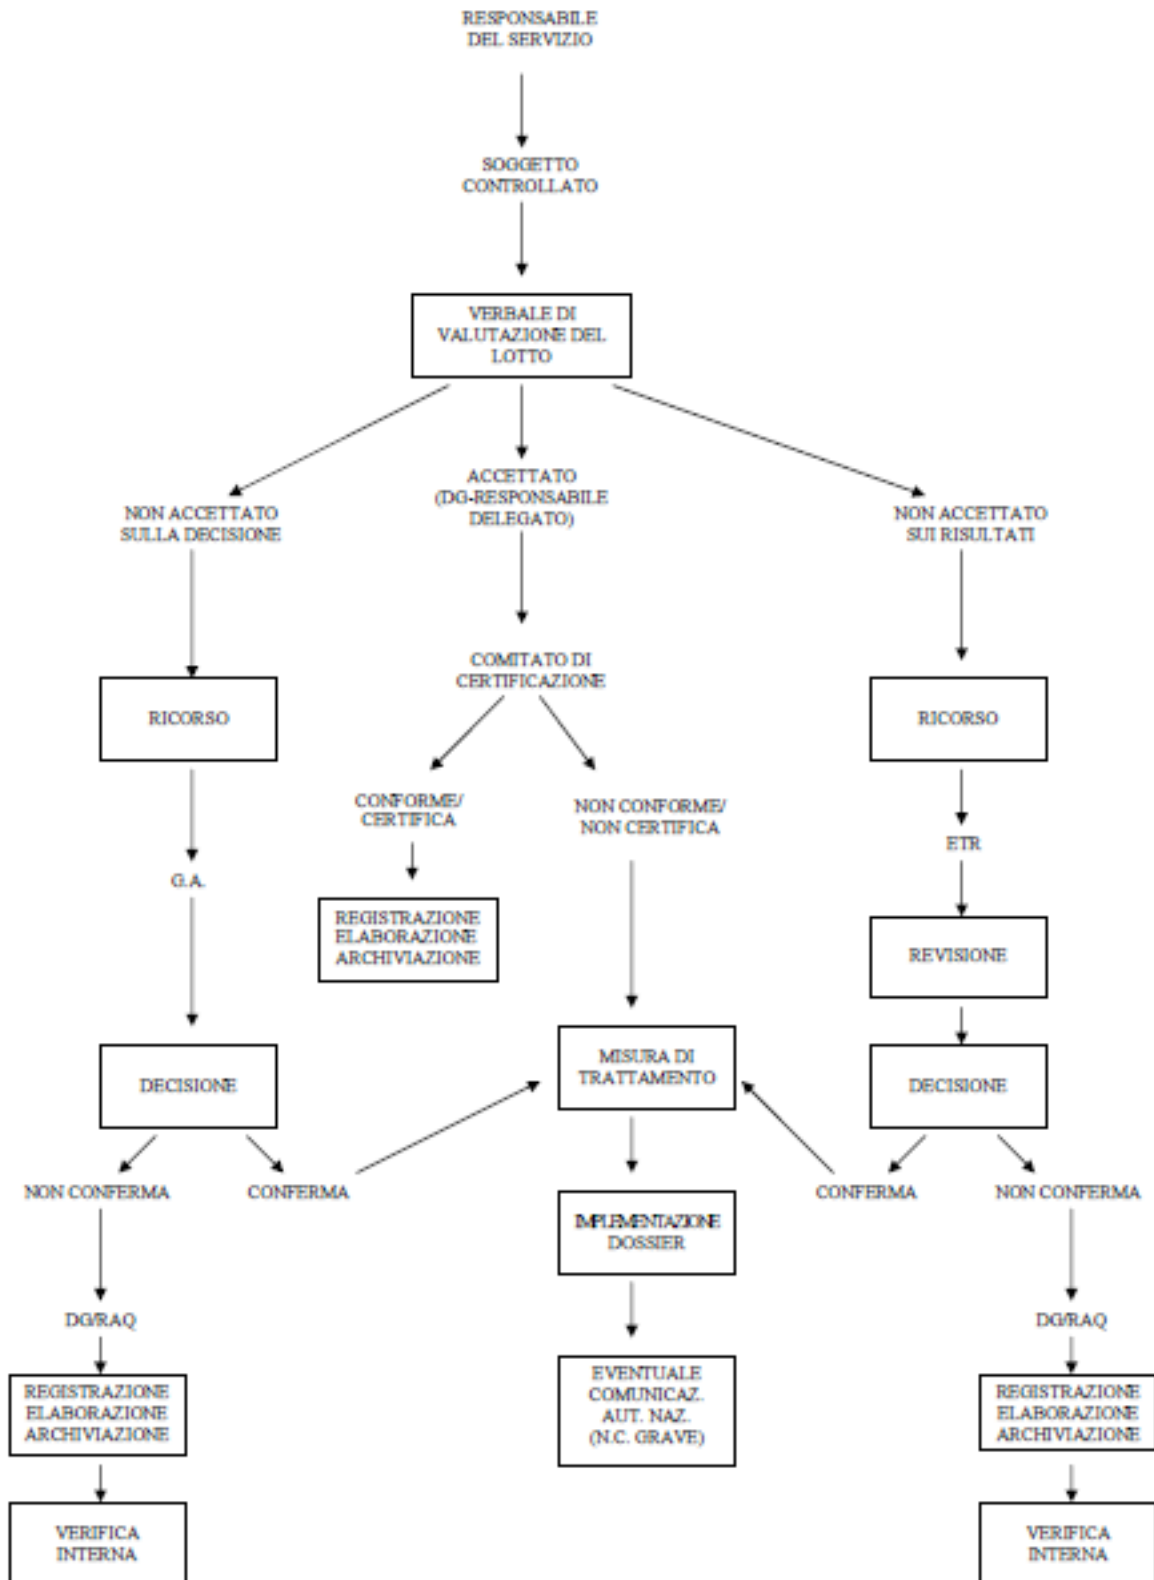 RESPONSABILE
DEL SERVIZIO
SOGGETTO
CONTROLLATO
VERBALE DI
VALUTAZIONE DEL
LOTTO
NON ACCETTATO
SULLA DECISIONE
ACCETTATO
(DG-RESPONSABILE
DELEGATO)
NON ACCETTATO
SUI RISULTATI
COMITATO DI
CERTIFICAZIONE
RICORSO
RICORSO
CONFORME/
CERTIFICA
NON CONFORME/
NON CERTIFICA
ETR
G.A.
REGISTRAZIONE
ELABORAZIONE
ARCHIVIAZIONE
REVISIONE
DECISIONE
MISURA DI
TRATTAMENTO
DECISIONE
NON CONFERMA
CONFERMA
CONFERMA
NON CONFERMA
IMPLEMENTAZIONE
DOSSIER
DG/RAQ
DG/RAQ
REGISTRAZIONE
ELABORAZIONE
ARCHIVIAZIONE
EVENTUALE
COMUNICAZ.
AUT. NAZ.
(N.C. GRAVE)
REGISTRAZIONE
ELABORAZIONE
ARCHIVIAZIONE
VERIFICA
INTERNA
VERIFICA
INTERNA